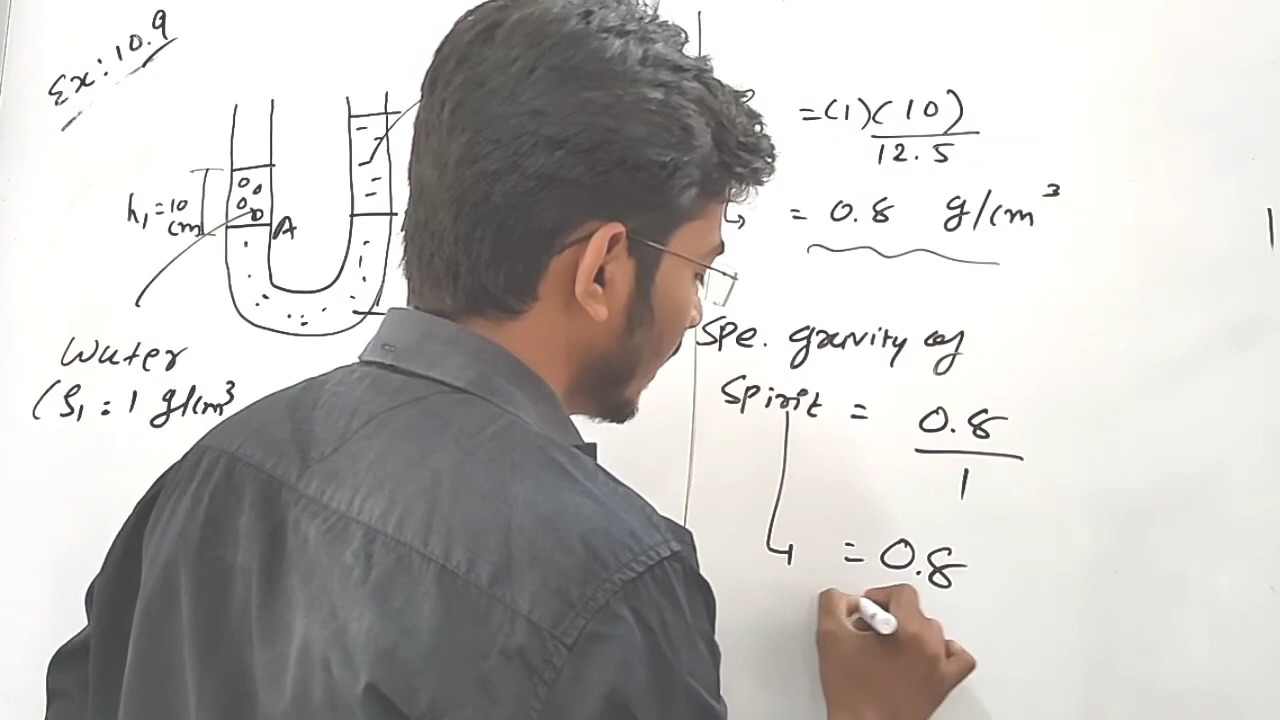 Ex: 10.9
h₁ = 10 cm
A
Water
(ρ₁ = 1 g/cm³
= (1)(10) / 12.5
= 0.8 g/cm³
Spe. gravity of
Spirit = 0.8 / 1
= 0.8